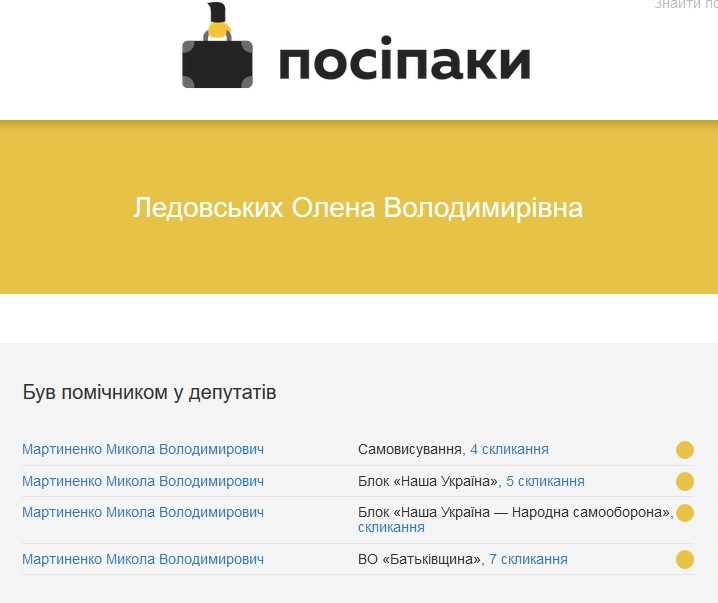 Знайти по
посіпаки
Ледовських Олена Володимирівна
Був помічником у депутатів
Мартиненко Микола Володимирович Самовисування, 4 скликання
Мартиненко Микола Володимирович Блок «Наша Україна», 5 скликання
Мартиненко Микола Володимирович Блок «Наша Україна — Народна самооборона»,
скликання
Мартиненко Микола Володимирович ВО «Батьківщина», 7 скликання